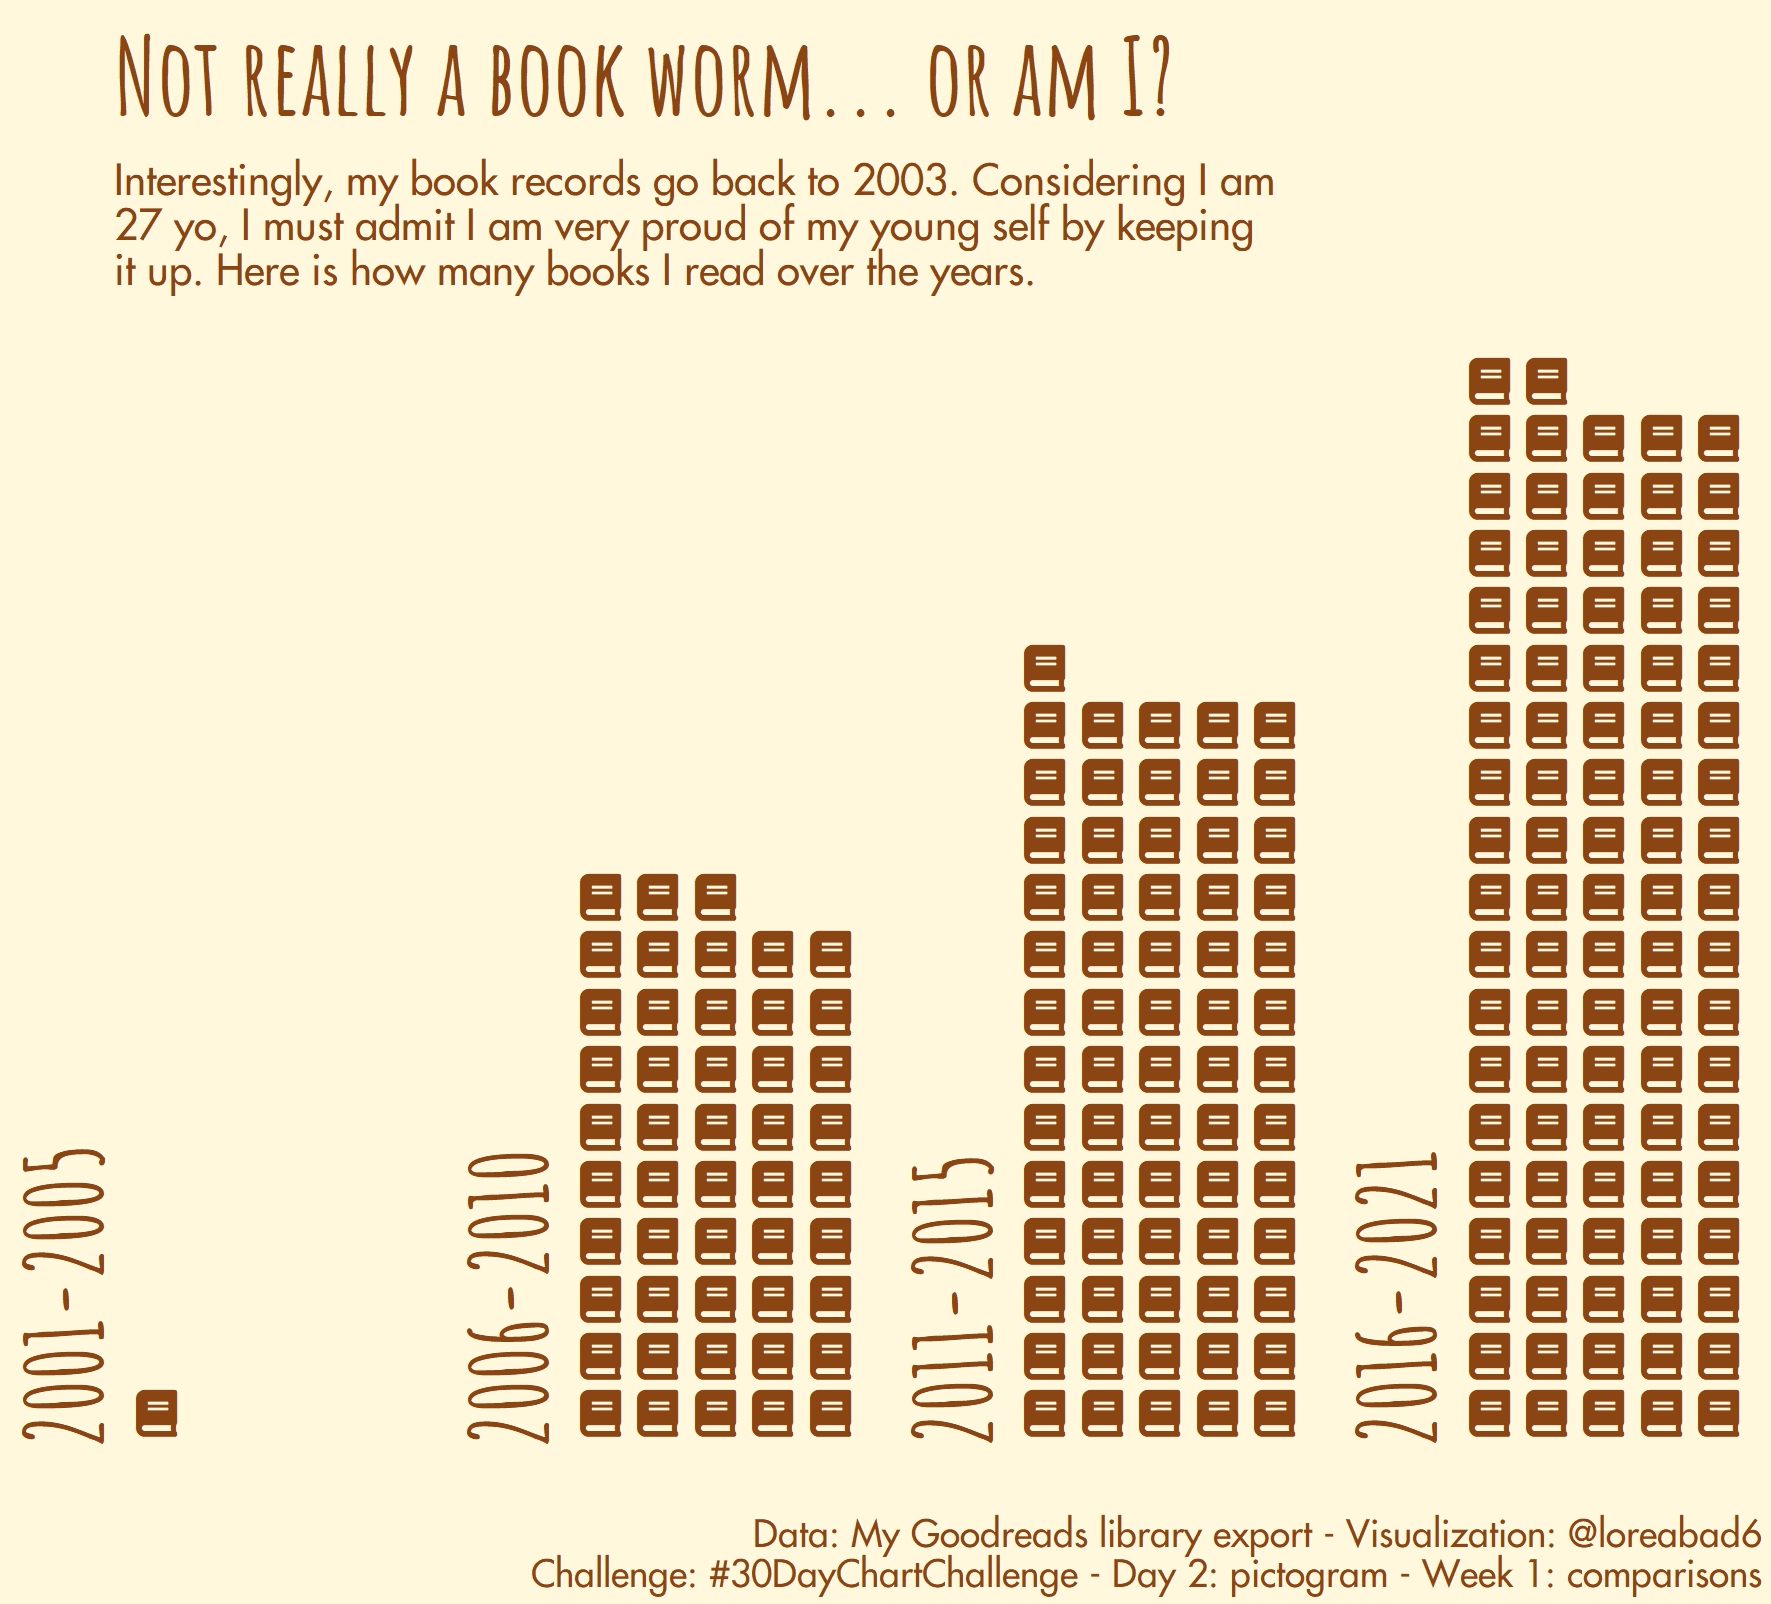 Not really a book worm... or am I?
Interestingly, my book records go back to 2003. Considering I am
27 yo, I must admit I am very proud of my young self by keeping
it up. Here is how many books I read over the years.
2001 - 2005
2006 - 2010
2011 - 2015
2016 - 2021
Data: My Goodreads library export - Visualization: @loreabad6
Challenge: #30DayChartChallenge - Day 2: pictogram - Week 1: comparisons